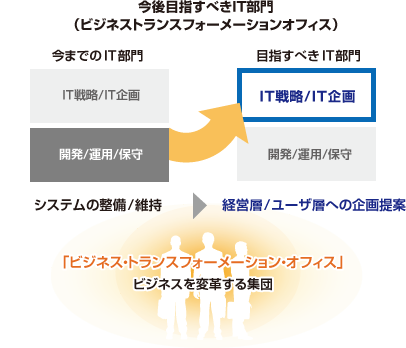 今後目指すべきIT部門
（ビジネストランスフォーメーションオフィス）
今までのIT部門
目指すべきIT部門
IT戦略/IT企画
IT戦略/IT企画
開発/運用/保守
開発/運用/保守
システムの整備/維持
経営層/ユーザ層への企画提案
「ビジネス・トランスフォーメーション・オフィス」
ビジネスを変革する集団